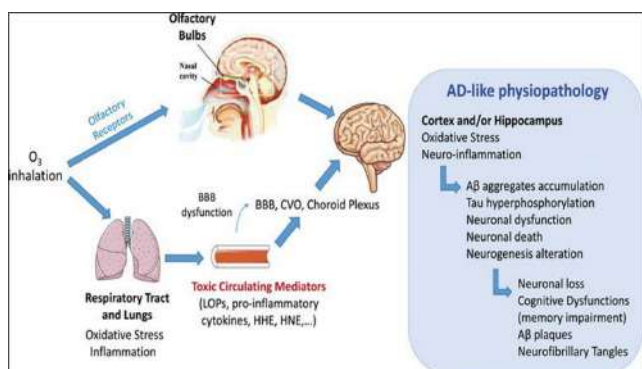 Olfactory
Bulbs
Nasal
cavity
Olfactory
Receptors
O3
inhalation
BBB
dysfunction
BBB, CVO, Choroid Plexus
Respiratory Tract
and Lungs
Oxidative Stress
Inflammation
Toxic Circulating Mediators
(LOPs, pro-inflammatory
cytokines, HHE, HNE,...)
AD-like physiopathology
Cortex and/or Hippocampus
Oxidative Stress
Neuro-inflammation
Aβ aggregates accumulation
Tau hyperphosphorylation
Neuronal dysfunction
Neuronal death
Neurogenesis alteration
Neuronal loss
Cognitive Dysfunctions
(memory impairment)
Aβ plaques
Neurofibrillary Tangles